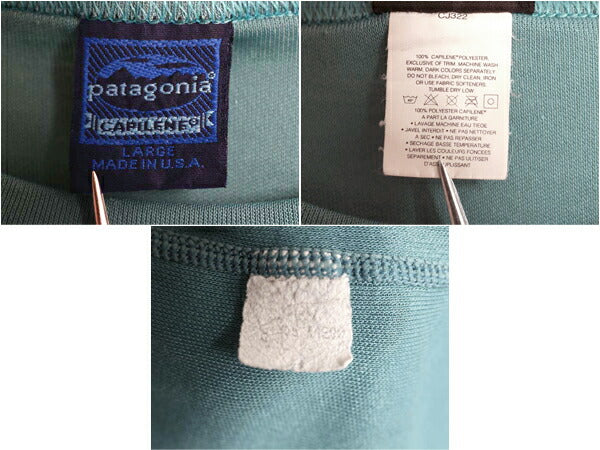 patagonia®
CAPILENE®
LARGE
MADE IN U.S.A.
CJ322
100% CAPILENE® POLYESTER.
EXCLUSIVE OF TRIM. MACHINE WASH
WARM. DARK COLORS SEPARATELY
DO NOT BLEACH, DRY CLEAN, IRON
OR USE FABRIC SOFTENERS.
TUMBLE DRY LOW.
100% POLYESTER CAPILENE
A PART LA GARNITURE
• LAVAGE MACHINE EAU TIEDE
• JAVEL INTERDIT • NE PAS NETTOYER
A SEC • NE PAS REPASSER
• SECHAGE BASSE TEMPERATURE
• LAVER LES COULEURS FONCEES
SEPAREMENT • NE PAS ULITISER